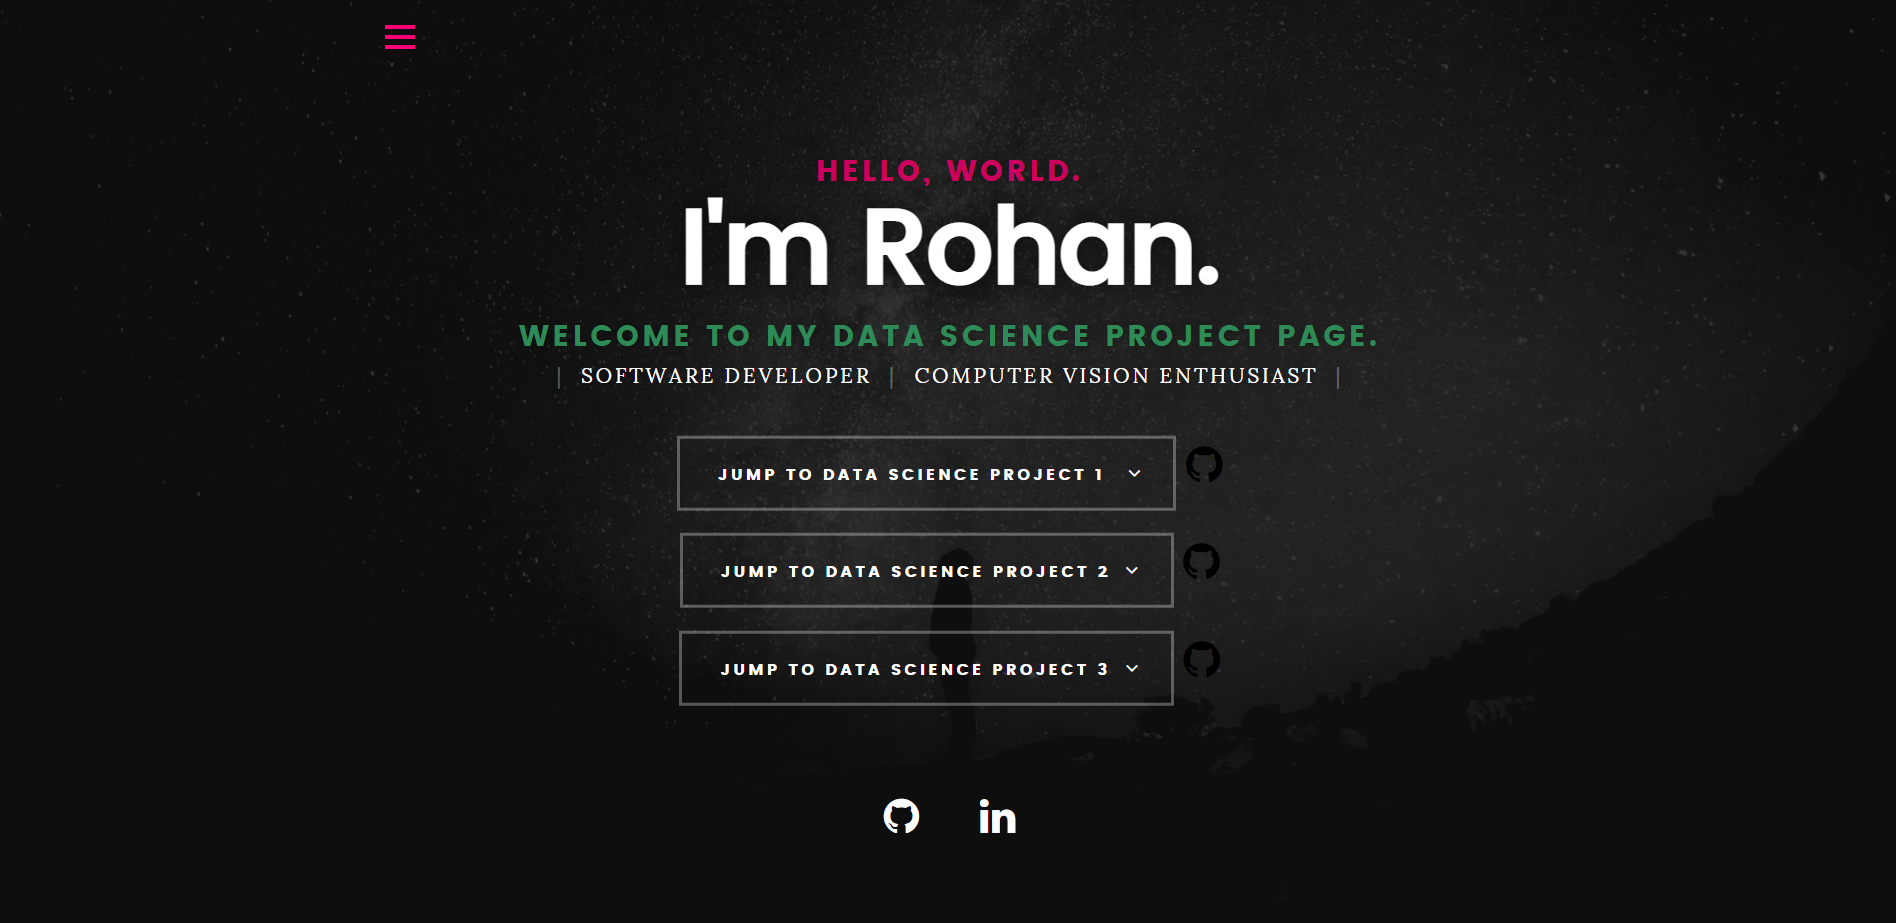 HELLO, WORLD.
I'm Rohan.
WELCOME TO MY DATA SCIENCE PROJECT PAGE.
| SOFTWARE DEVELOPER | COMPUTER VISION ENTHUSIAST |
JUMP TO DATA SCIENCE PROJECT 1
JUMP TO DATA SCIENCE PROJECT 2
JUMP TO DATA SCIENCE PROJECT 3
in